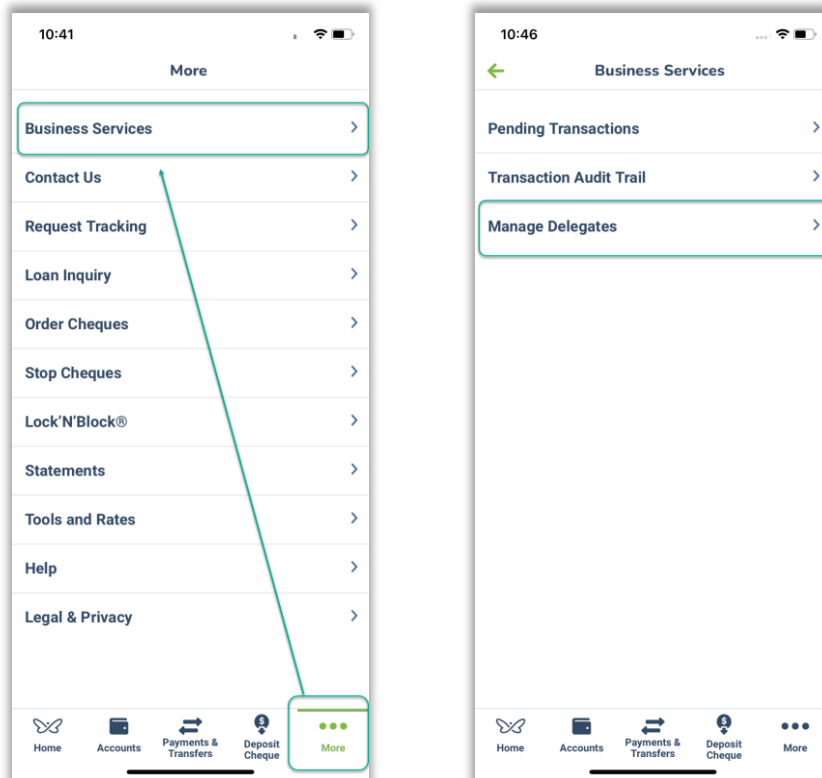 10:41
More
Business Services
Contact Us
Request Tracking
Loan Inquiry
Order Cheques
Stop Cheques
Lock’N’Block®
Statements
Tools and Rates
Help
Legal & Privacy
Home
Accounts
Payments &
Transfers
Deposit
Cheque
More
10:46
Business Services
Pending Transactions
Transaction Audit Trail
Manage Delegates
Home
Accounts
Payments &
Transfers
Deposit
Cheque
More